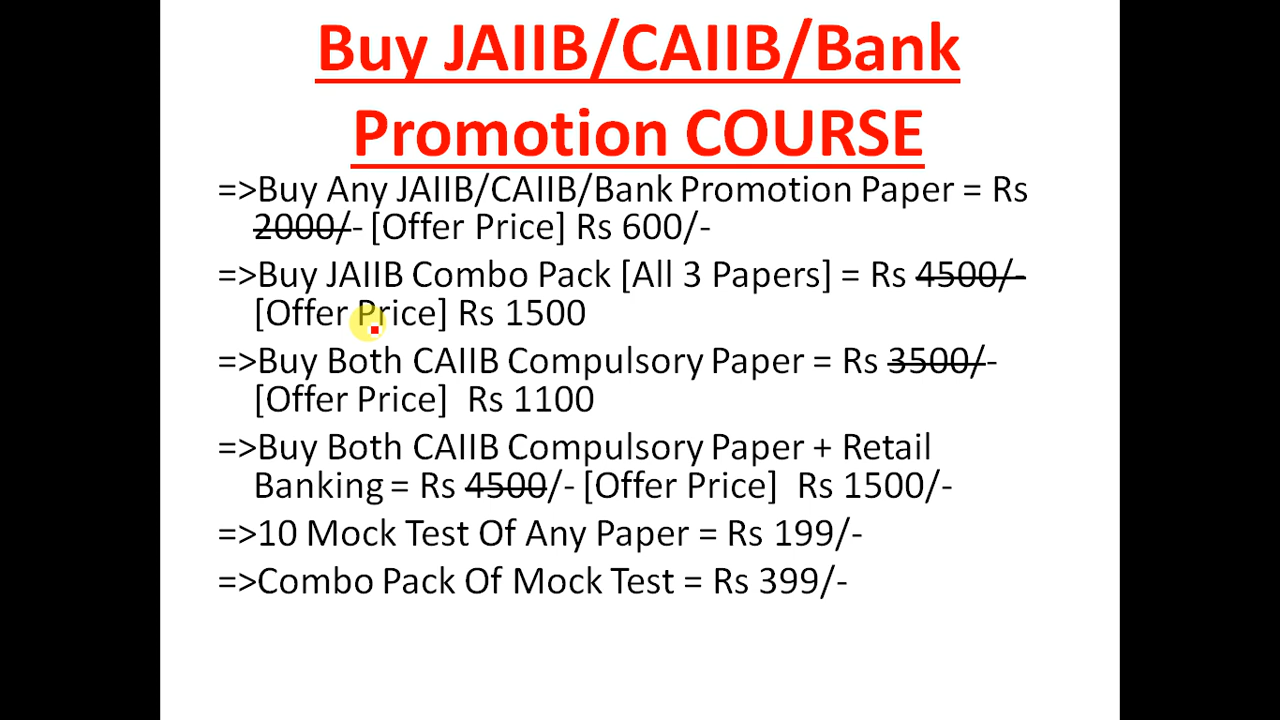 Buy JAIIB/CAIIB/Bank
Promotion COURSE
=>Buy Any JAIIB/CAIIB/Bank Promotion Paper = Rs
2000/- [Offer Price] Rs 600/-
=>Buy JAIIB Combo Pack [All 3 Papers] = Rs 4500/-
[Offer Price] Rs 1500
=>Buy Both CAIIB Compulsory Paper = Rs 3500/-
[Offer Price]  Rs 1100
=>Buy Both CAIIB Compulsory Paper + Retail
Banking = Rs 4500/- [Offer Price]  Rs 1500/-
=>10 Mock Test Of Any Paper = Rs 199/-
=>Combo Pack Of Mock Test = Rs 399/-